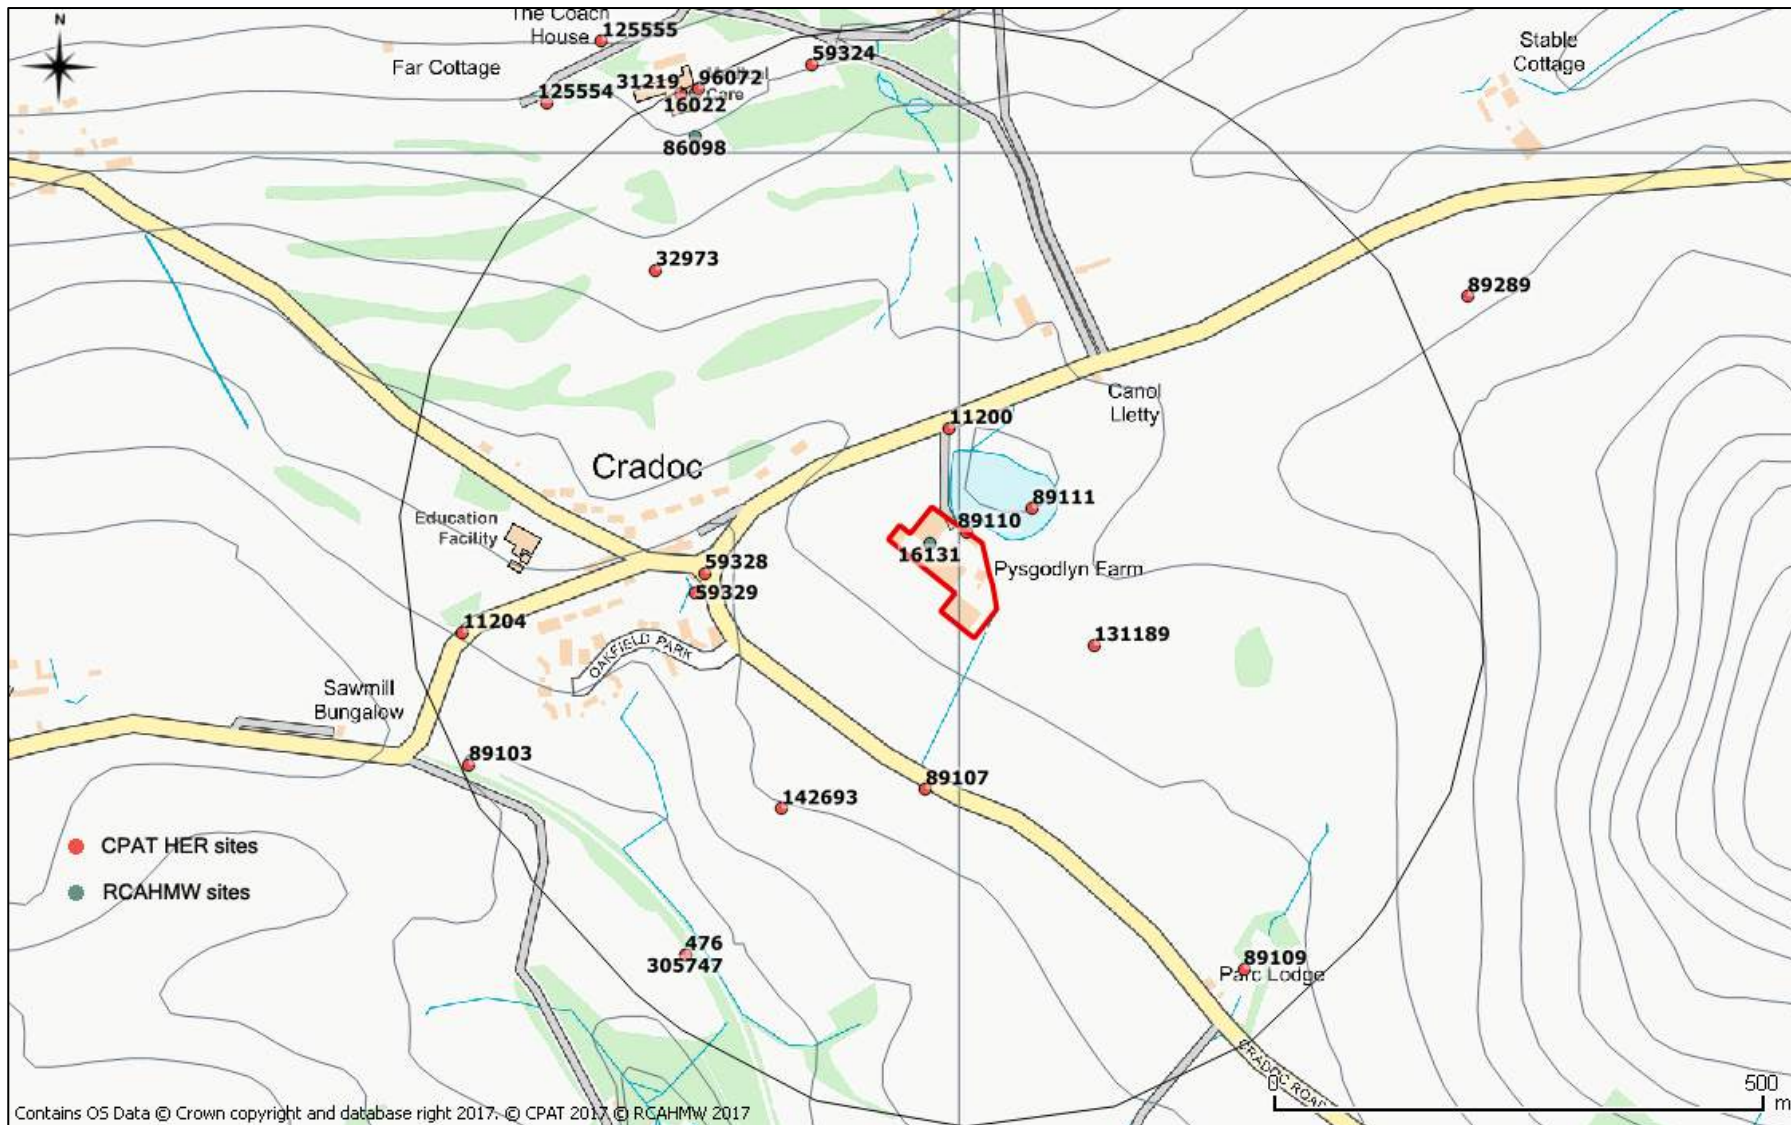 N
The Coach
House
125555
59324
Stable
Cottage
Far Cottage
31219
96072
Care
125554
16022
86098
32973
89289
Canol
Lletty
11200
Cradoc
89111
Education
Facility
89110
16131
Pysgodlyn Farm
59328
59329
11204
131189
OAKFIELD PARK
Sawmill
Bungalow
89103
89107
142693
CPAT HER sites
RCAHMW sites
476
305747
89109
Parc Lodge
CRADOC ROAD
0 500
m
Contains OS Data © Crown copyright and database right 2017. © CPAT 2017 © RCAHMW 2017